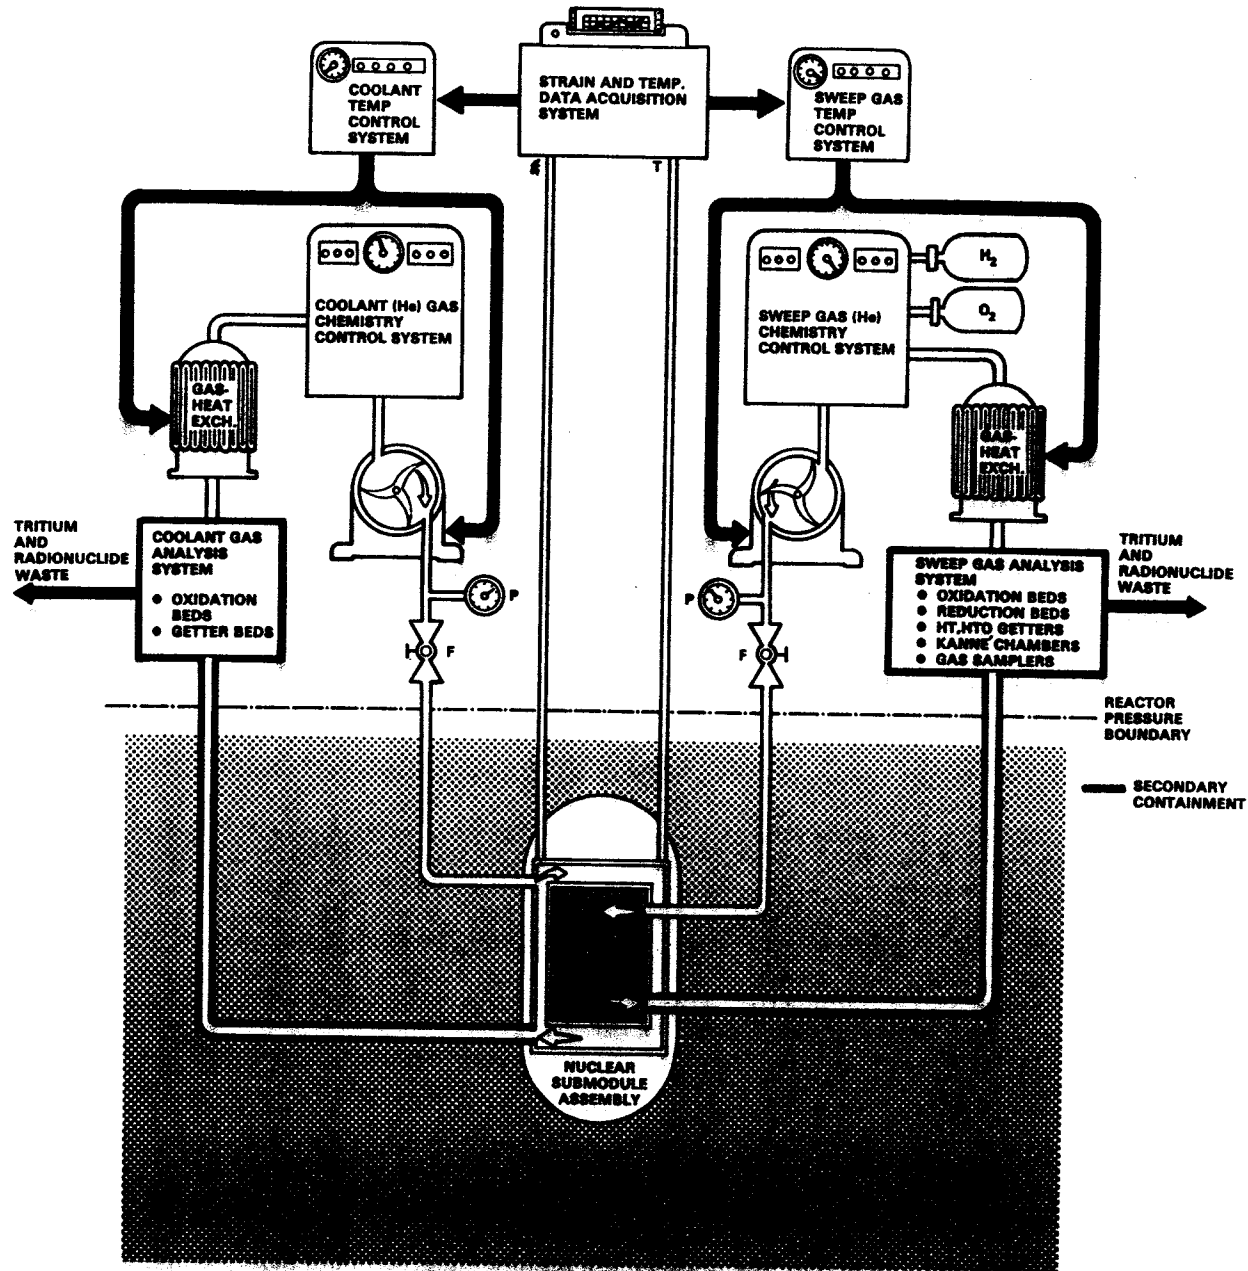 STRAIN AND TEMP.
DATA ACQUISITION
SYSTEM
COOLANT
TEMP
CONTROL
SYSTEM
SWEEP GAS
TEMP
CONTROL
SYSTEM
T
COOLANT (He) GAS
CHEMISTRY
CONTROL SYSTEM
SWEEP GAS (He)
CHEMISTRY
CONTROL SYSTEM
H2
O2
GAS-
HEAT
EXCH.
GAS-
HEAT
EXCH.
TRITIUM
AND
RADIONUCLIDE
WASTE
COOLANT GAS
ANALYSIS
SYSTEM
● OXIDATION
BEDS
● GETTER BEDS
P
F
P
F
SWEEP GAS ANALYSIS
SYSTEM
● OXIDATION BEDS
● REDUCTION BEDS
● HT, HTO GETTERS
● KANNE CHAMBERS
● GAS SAMPLERS
TRITIUM
AND
RADIONUCLIDE
WASTE
REACTOR
PRESSURE
BOUNDARY
SECONDARY
CONTAINMENT
NUCLEAR
SUBMODULE
ASSEMBLY